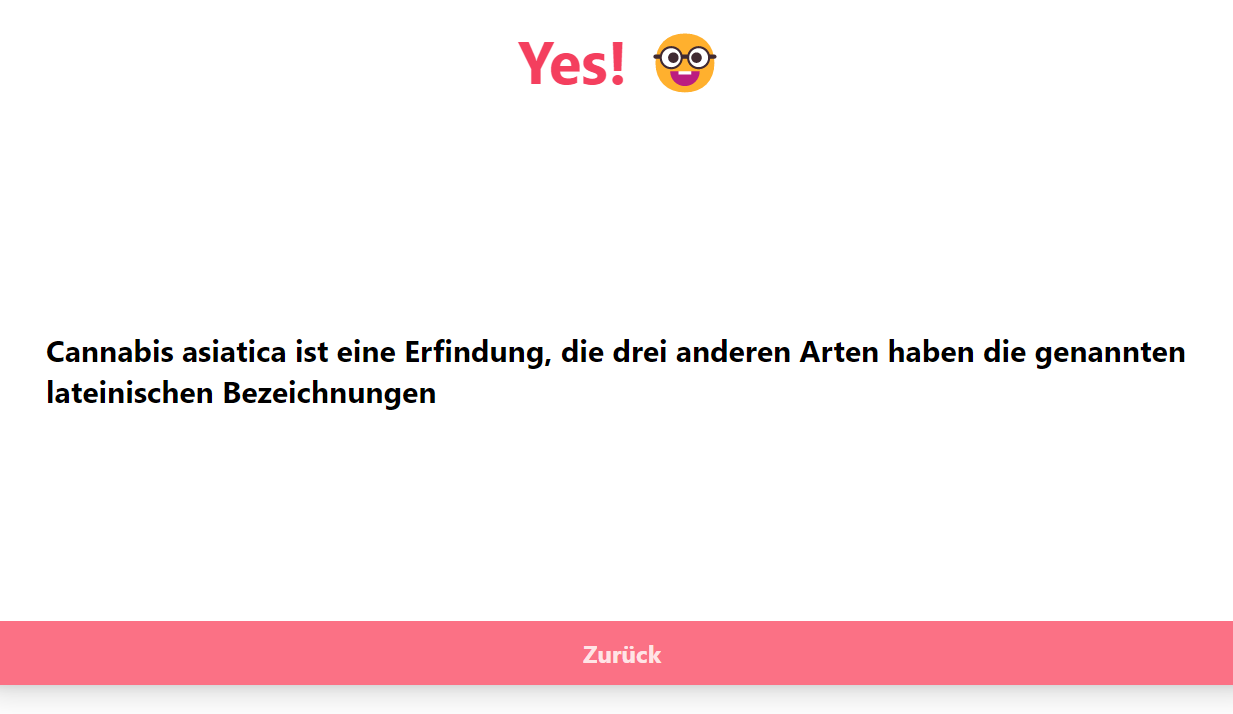 Yes! 🤓
Cannabis asiatica ist eine Erfindung, die drei anderen Arten haben die genannten
lateinischen Bezeichnungen
Zurück